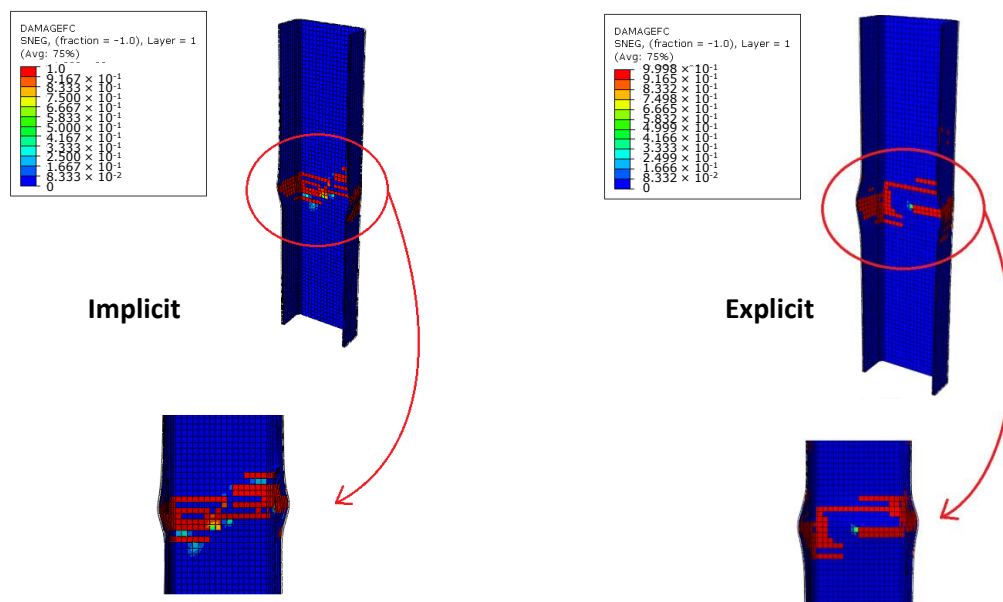 DAMAGEFC
SNEG, (fraction = −1.0), Layer = 1
(Avg: 75%)
1.0
9.167 × 10⁻¹
8.333 × 10⁻¹
7.500 × 10⁻¹
6.667 × 10⁻¹
5.833 × 10⁻¹
5.000 × 10⁻¹
4.167 × 10⁻¹
3.333 × 10⁻¹
2.500 × 10⁻¹
1.667 × 10⁻¹
8.333 × 10⁻²
0
Implicit
DAMAGEFC
SNEG, (fraction = −1.0), Layer = 1
(Avg: 75%)
9.998 × 10⁻¹
9.165 × 10⁻¹
8.332 × 10⁻¹
7.498 × 10⁻¹
6.665 × 10⁻¹
5.832 × 10⁻¹
4.999 × 10⁻¹
4.166 × 10⁻¹
3.333 × 10⁻¹
2.499 × 10⁻¹
1.666 × 10⁻¹
8.332 × 10⁻²
0
Explicit